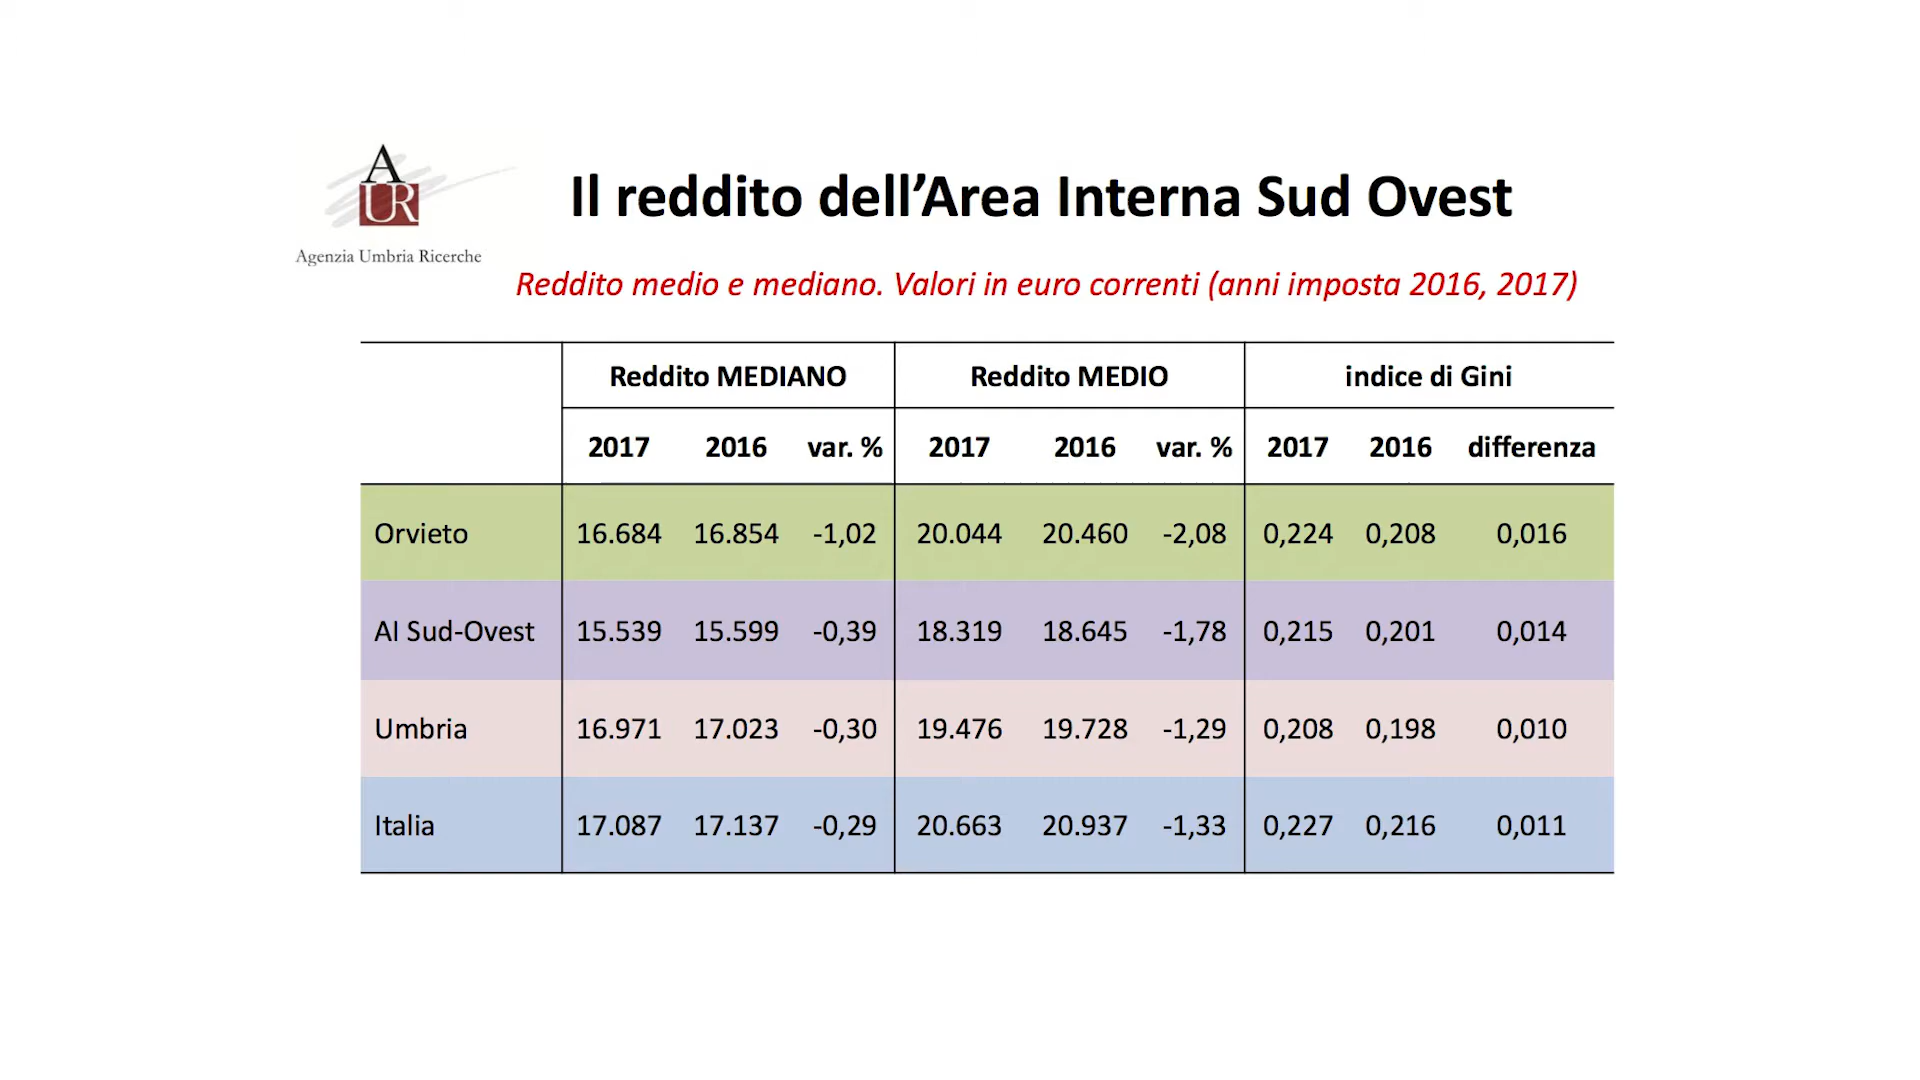 A
UR
Agenzia Umbria Ricerche
Il reddito dell’Area Interna Sud Ovest
Reddito medio e mediano. Valori in euro correnti (anni imposta 2016, 2017)
Reddito MEDIANO Reddito MEDIO indice di Gini
2017 2016 var. % 2017 2016 var. % 2017 2016 differenza
Orvieto 16.684 16.854 -1,02 20.044 20.460 -2,08 0,224 0,208 0,016
AI Sud-Ovest 15.539 15.599 -0,39 18.319 18.645 -1,78 0,215 0,201 0,014
Umbria 16.971 17.023 -0,30 19.476 19.728 -1,29 0,208 0,198 0,010
Italia 17.087 17.137 -0,29 20.663 20.937 -1,33 0,227 0,216 0,011